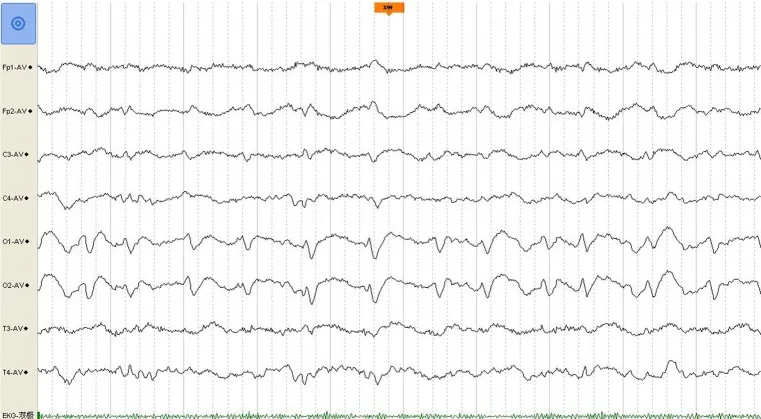 sw
Fp1-AV
Fp2-AV
C3-AV
C4-AV
O1-AV
O2-AV
T3-AV
T4-AV
EKG-双极